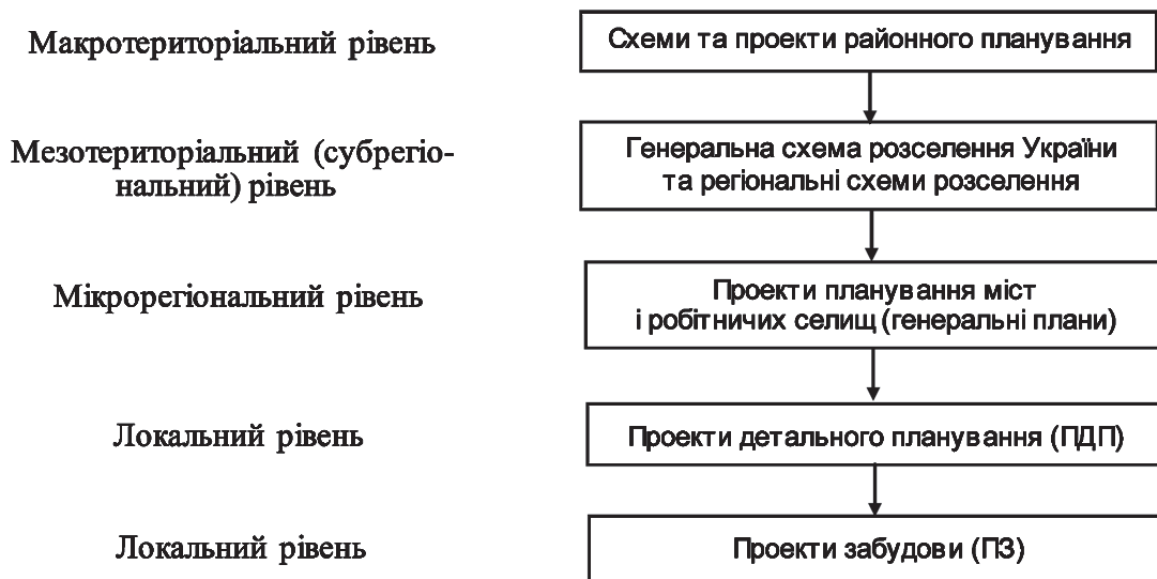 Макротериторіальний рівень
Схеми та проекти районного планування
Мезотериторіальний (субрегіо-
нальний) рівень
Генеральна схема розселення України
та регіональні схеми розселення
Мікрорегіональний рівень
Проекти планування міст
і робітничих селищ (генеральні плани)
Локальний рівень
Проекти детального планування (ПДП)
Локальний рівень
Проекти забудови (ПЗ)